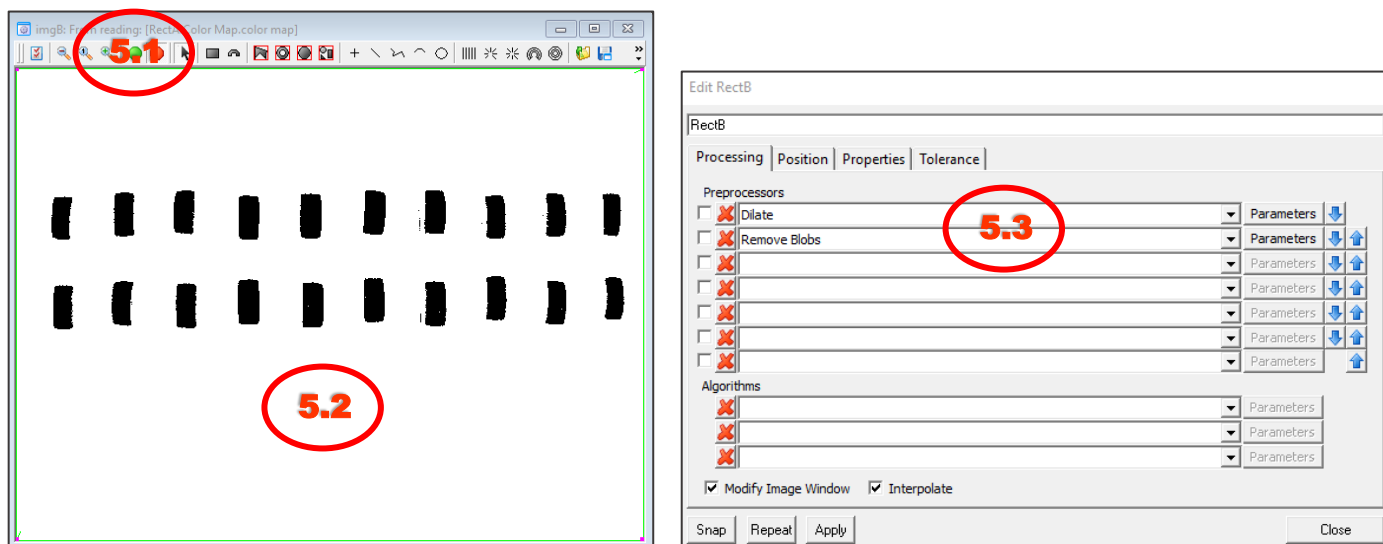 imgB: From reading: [RectA.Color Map.color map]
5.1
5.2
Edit RectB
RectB
Processing Position Properties Tolerance
Preprocessors
Dilate Parameters
5.3
Remove Blobs Parameters
Parameters
Parameters
Parameters
Parameters
Parameters
Algorithms
Parameters
Parameters
Parameters
Modify Image Window Interpolate
Snap Repeat Apply Close